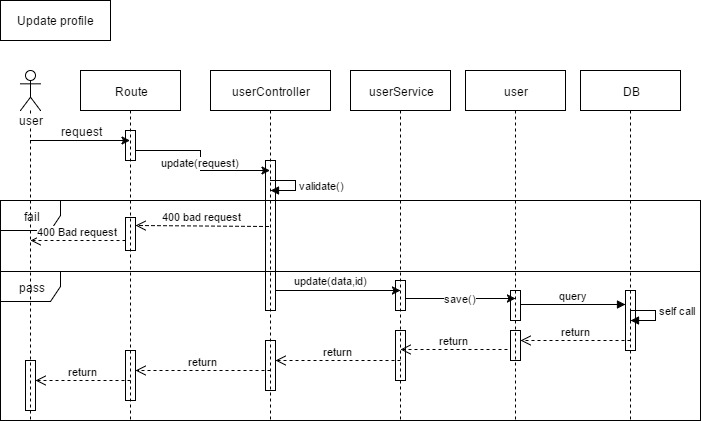 Update profile
user
Route
userController
userService
user
DB
request
update(request)
validate()
fail
400 bad request
400 Bad request
pass
update(data,id)
save()
query
self call
return
return
return
return
return
return